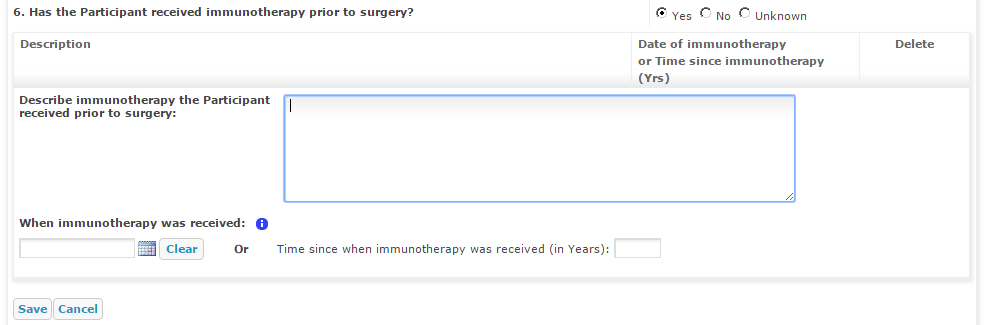 6. Has the Participant received immunotherapy prior to surgery?
Yes No Unknown
Description
Date of immunotherapy
or Time since immunotherapy
(Yrs)
Delete
Describe immunotherapy the Participant
received prior to surgery:
When immunotherapy was received: i
Clear Or Time since when immunotherapy was received (in Years):
Save Cancel